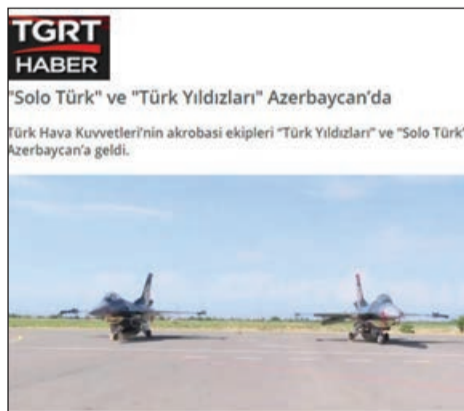 TGRT
HABER
"Solo Türk" ve "Türk Yıldızları" Azerbaycan’da
Türk Hava Kuvvetleri’nin akrobasi ekipleri “Türk Yıldızları” ve “Solo Türk”
Azerbaycan’a geldi.